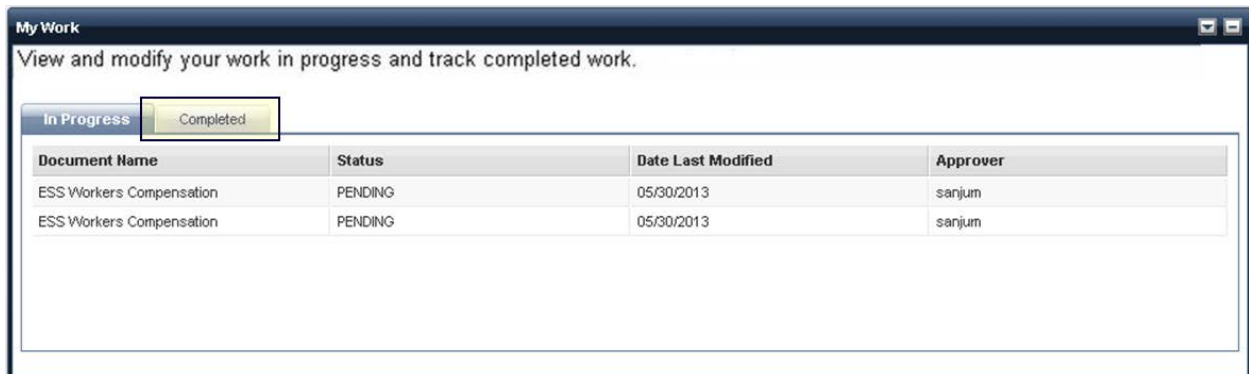 My Work
View and modify your work in progress and track completed work.
In Progress Completed
Document Name Status Date Last Modified Approver
ESS Workers Compensation PENDING 05/30/2013 sanjum
ESS Workers Compensation PENDING 05/30/2013 sanjum